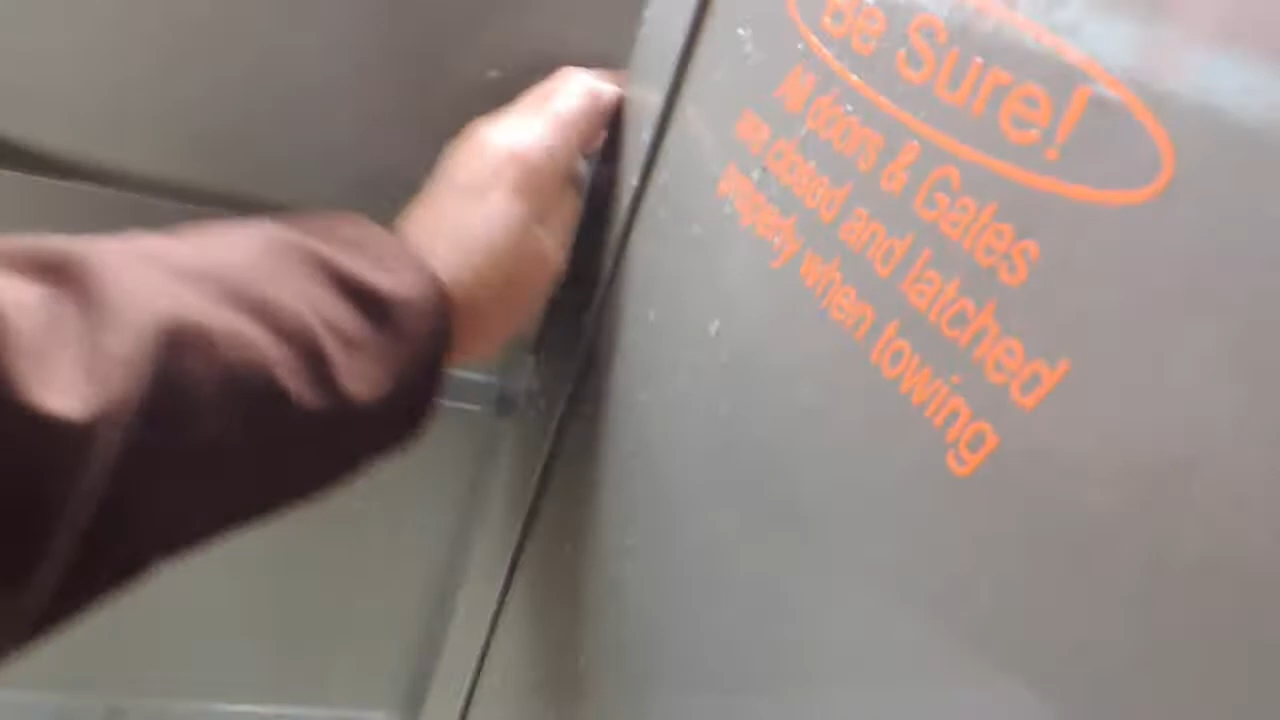 Be Sure!
All doors & Gates
are closed and latched
properly when towing